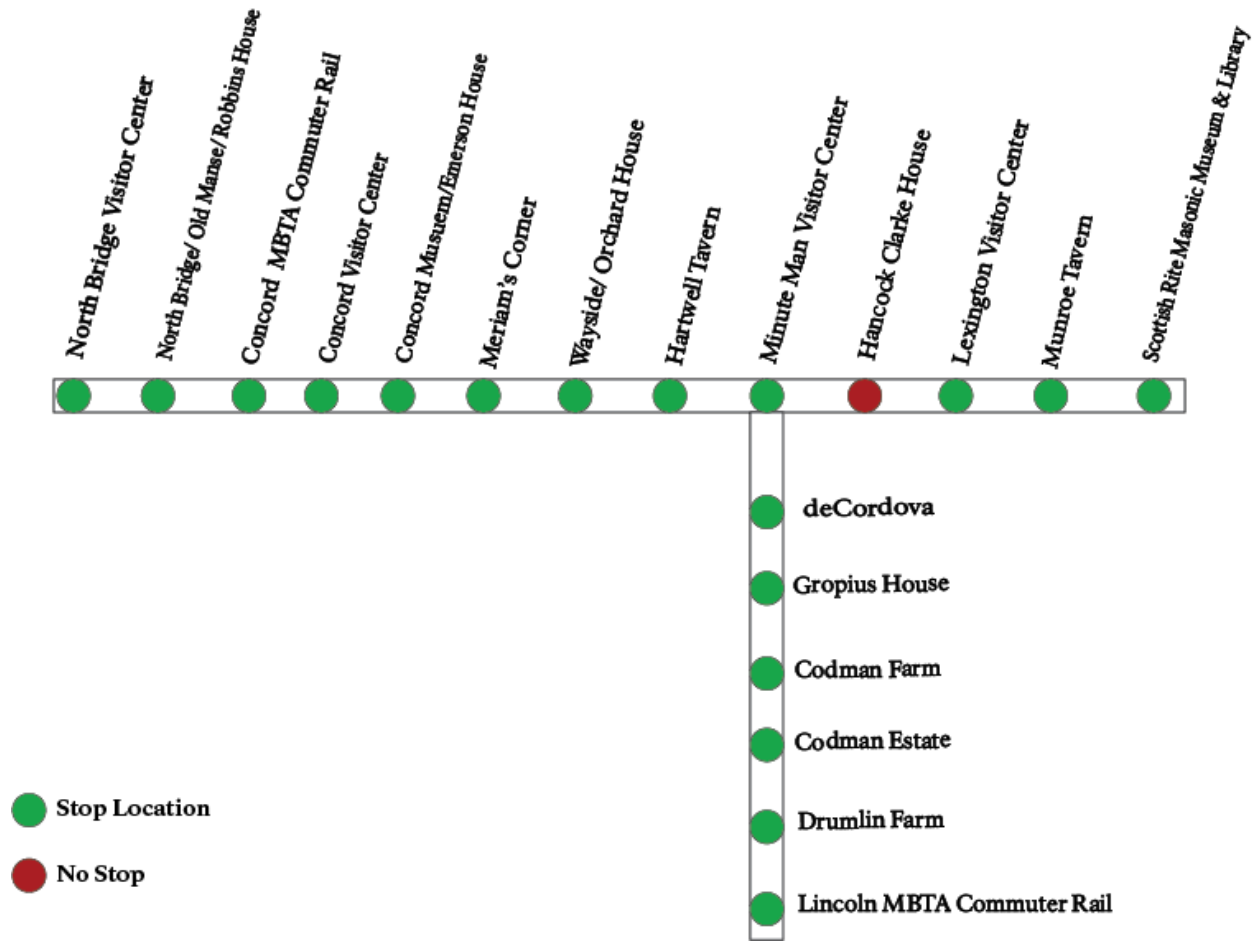 North Bridge Visitor Center
North Bridge/ Old Manse/ Robbins House
Concord MBTA Commuter Rail
Concord Visitor Center
Concord Musuem/Emerson House
Meriam's Corner
Wayside/ Orchard House
Hartwell Tavern
Minute Man Visitor Center
Hancock Clarke House
Lexington Visitor Center
Munroe Tavern
Scottish Rite Masonic Museum & Library
deCordova
Gropius House
Codman Farm
Codman Estate
Drumlin Farm
Lincoln MBTA Commuter Rail
Stop Location
No Stop